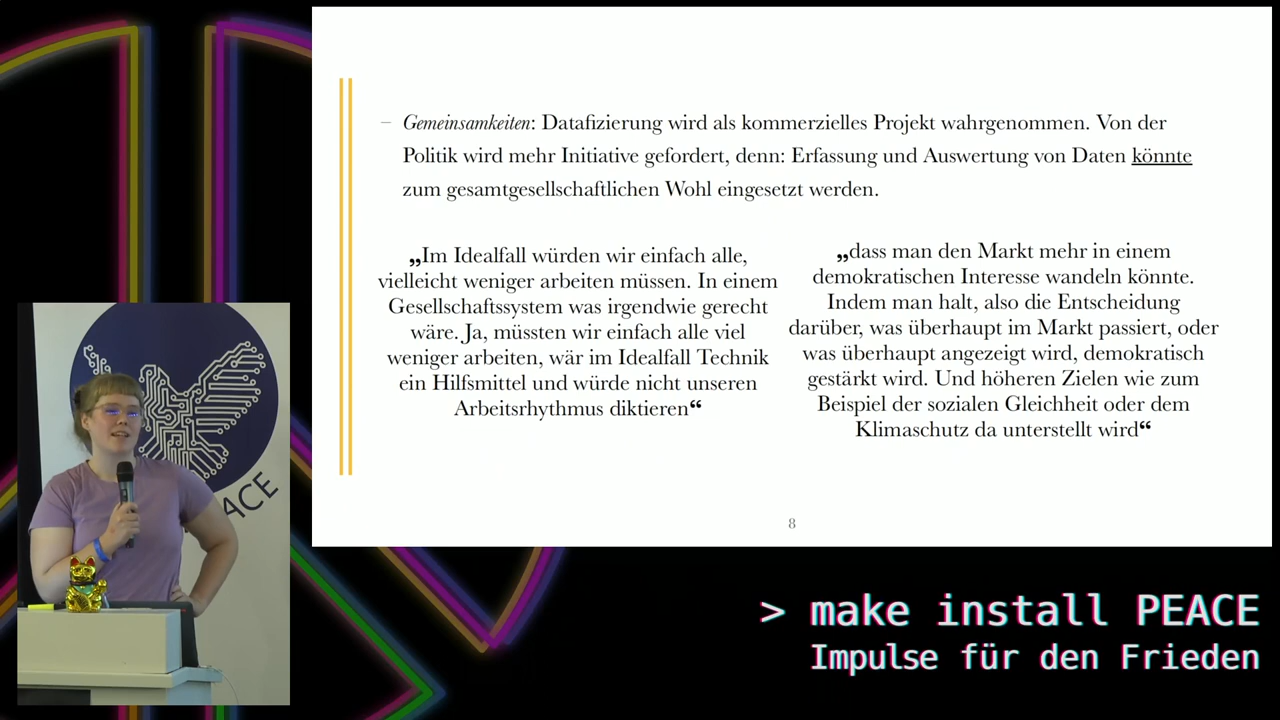 – Gemeinsamkeiten: Datafizierung wird als kommerzielles Projekt wahrgenommen. Von der
Politik wird mehr Initiative gefordert, denn: Erfassung und Auswertung von Daten könnte
zum gesamtgesellschaftlichen Wohl eingesetzt werden.
„Im Idealfall würden wir einfach alle,
vielleicht weniger arbeiten müssen. In einem
Gesellschaftssystem was irgendwie gerecht
wäre. Ja, müssten wir einfach alle viel
weniger arbeiten, wär im Idealfall Technik
ein Hilfsmittel und würde nicht unseren
Arbeitsrhythmus diktieren“
„dass man den Markt mehr in einem
demokratischen Interesse wandeln könnte.
Indem man halt, also die Entscheidung
darüber, was überhaupt im Markt passiert, oder
was überhaupt angezeigt wird, demokratisch
gestärkt wird. Und höheren Zielen wie zum
Beispiel der sozialen Gleichheit oder dem
Klimaschutz da unterstellt wird“
8
ACE
> make install PEACE
Impulse für den Frieden